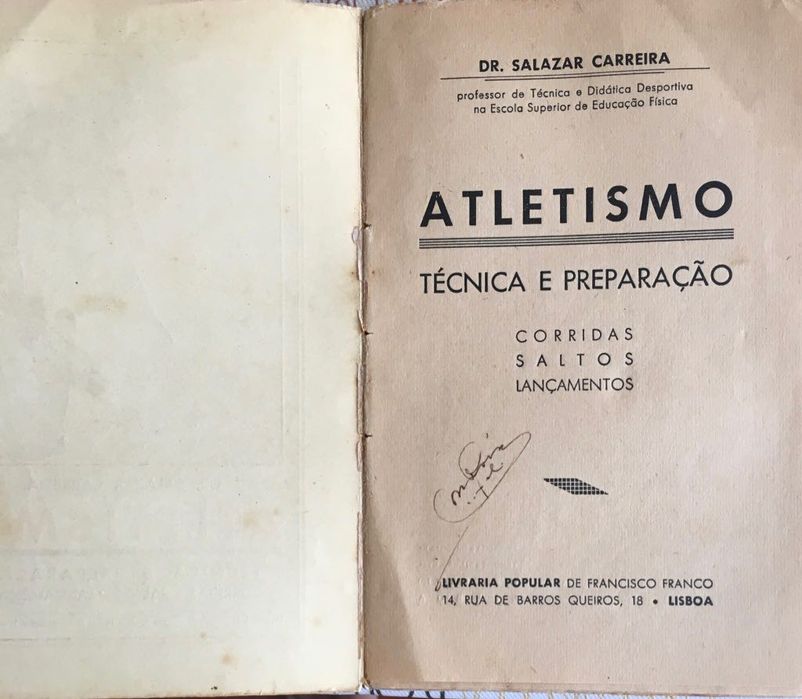 DR. SALAZAR CARREIRA
professor de Técnica e Didática Desportiva
na Escola Superior de Educação Física
ATLETISMO
TÉCNICA E PREPARAÇÃO
CORRIDAS
SALTOS
LANÇAMENTOS
LIVRARIA POPULAR DE FRANCISCO FRANCO
14, RUA DE BARROS QUEIROS, 18 • LISBOA